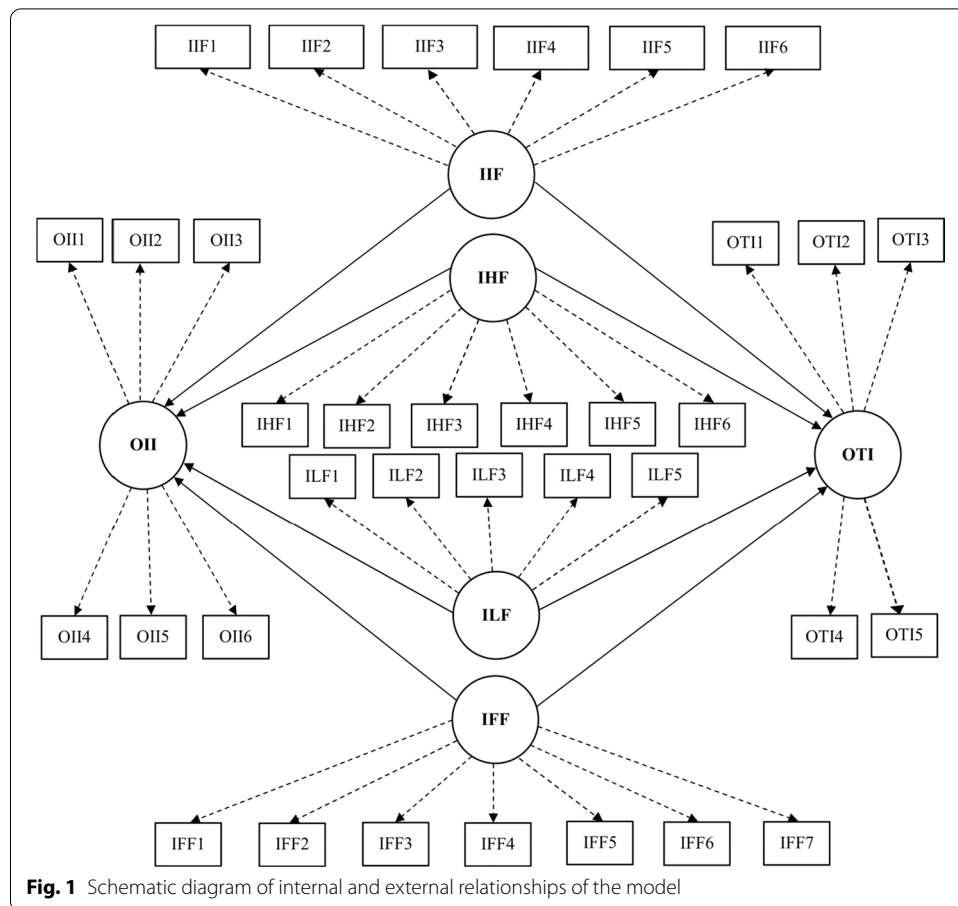 IIF1 IIF2 IIF3 IIF4 IIF5 IIF6
IIF
OII1 OII2 OII3
OTI1 OTI2 OTI3
IHF
IHF1 IHF2 IHF3 IHF4 IHF5 IHF6
OII
OTI
ILF1 ILF2 ILF3 ILF4 ILF5
ILF
OII4 OII5 OII6
OTI4 OTI5
IFF
IFF1 IFF2 IFF3 IFF4 IFF5 IFF6 IFF7
Fig. 1 Schematic diagram of internal and external relationships of the model